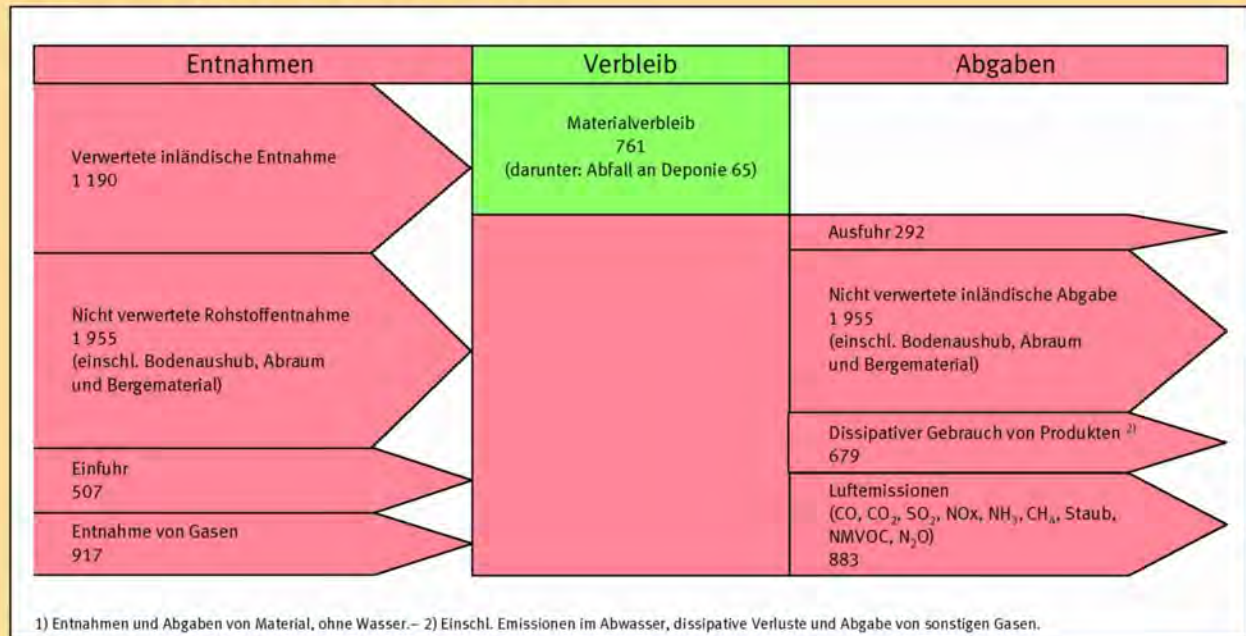 Entnahmen
Verbleib
Abgaben
Verwertete inländische Entnahme
1 190
Nicht verwertete Rohstoffentnahme
1 955
(einschl. Bodenaushub, Abraum
und Bergematerial)
Einfuhr
507
Entnahme von Gasen
917
Materialverbleib
761
(darunter: Abfall an Deponie 65)
Ausfuhr 292
Nicht verwertete inländische Abgabe
1 955
(einschl. Bodenaushub, Abraum
und Bergematerial)
Dissipativer Gebrauch von Produkten ²⁾
679
Luftemissionen
(CO, CO₂, SO₂, NOx, NH₃, CH₄, Staub,
NMVOC, N₂O)
883
1) Entnahmen und Abgaben von Material, ohne Wasser.– 2) Einschl. Emissionen im Abwasser, dissipative Verluste und Abgabe von sonstigen Gasen.